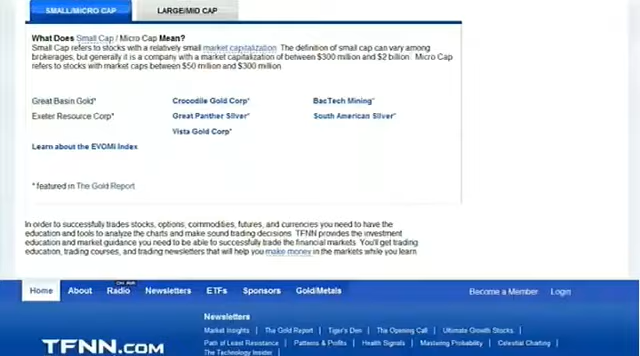 SMALL/MICRO CAP LARGE/MID CAP
What Does Small Cap / Micro Cap Mean?
Small Cap refers to stocks with a relatively small market capitalization. The definition of small cap can vary among
brokerages, but generally it is a company with a market capitalization of between $300 million and $2 billion. Micro Cap
refers to stocks with market caps between $50 million and $300 million
Great Basin Gold* Crocodile Gold Corp* BacTech Mining*
Exeter Resource Corp* Great Panther Silver* South American Silver*
Vista Gold Corp*
Learn about the EVOMI Index
* featured in The Gold Report
In order to successfully trades stocks, options, commodities, futures, and currencies you need to have the
education and tools to analyze the charts and make sound trading decisions. TFNN provides the investment
education and market guidance you need to be able to successfully trade the financial markets. You'll get trading
education, trading courses, and trading newsletters that will help you make money in the markets while you learn.
ON AIR
Home About Radio Newsletters ETFs Sponsors Gold/Metals Become a Member Login
Newsletters
Market Insights | The Gold Report | Tiger's Den | The Opening Call | Ultimate Growth Stocks |
Path of Least Resistance | Patterns & Profits | Health Signals | Mastering Probability | Celestial Charting |
The Technology Insider
TFNN.COM